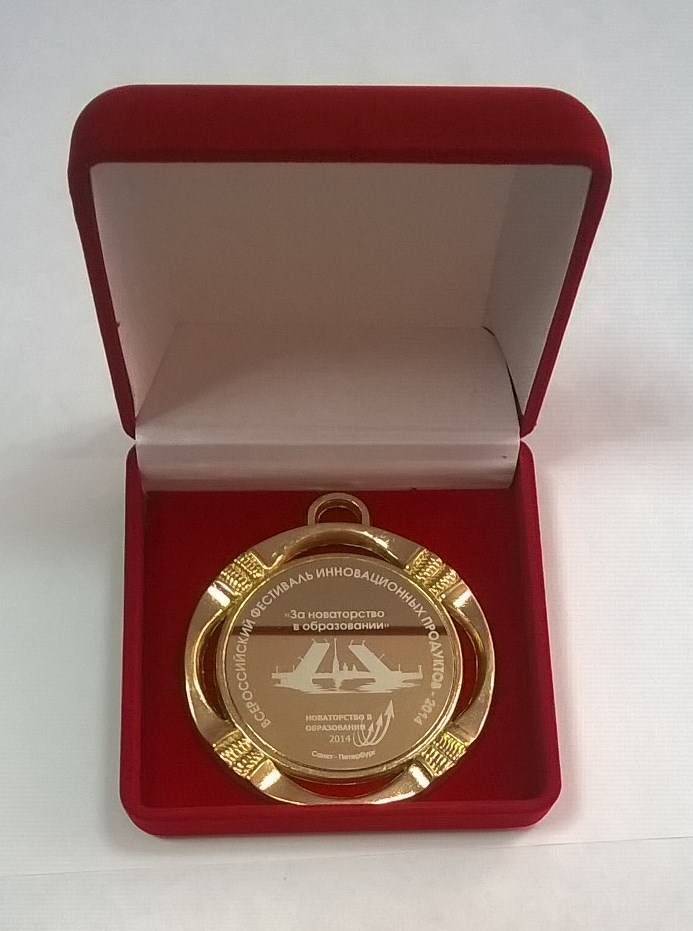 ВСЕРОССИЙСКИЙ ФЕСТИВАЛЬ ИННОВАЦИОННЫХ ПРОДУКТОВ - 2014
"За новаторство
в образовании"
НОВАТОРСТВО В
ОБРАЗОВАНИИ
2014
Санкт - Петербург